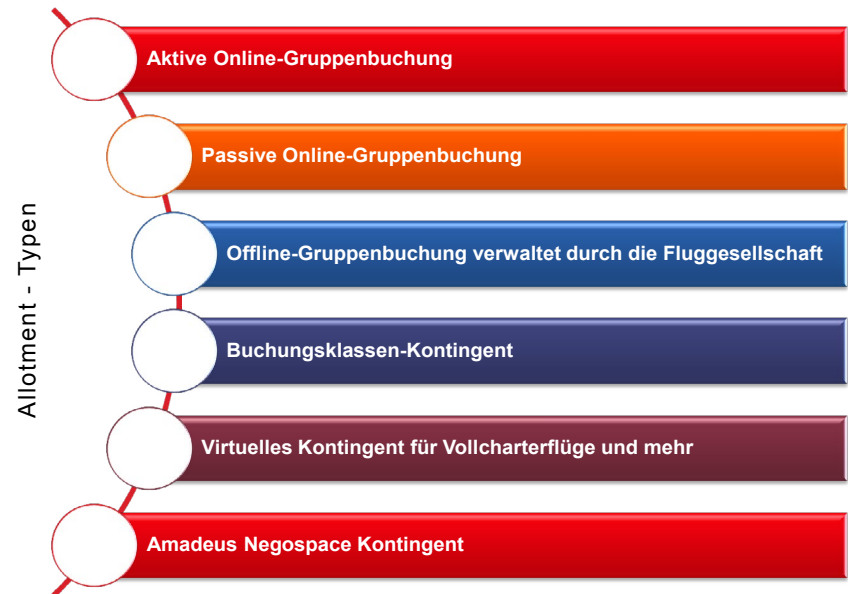 Allotment - Typen
Aktive Online-Gruppenbuchung
Passive Online-Gruppenbuchung
Offline-Gruppenbuchung verwaltet durch die Fluggesellschaft
Buchungsklassen-Kontingent
Virtuelles Kontingent für Vollcharterflüge und mehr
Amadeus Negospace Kontingent